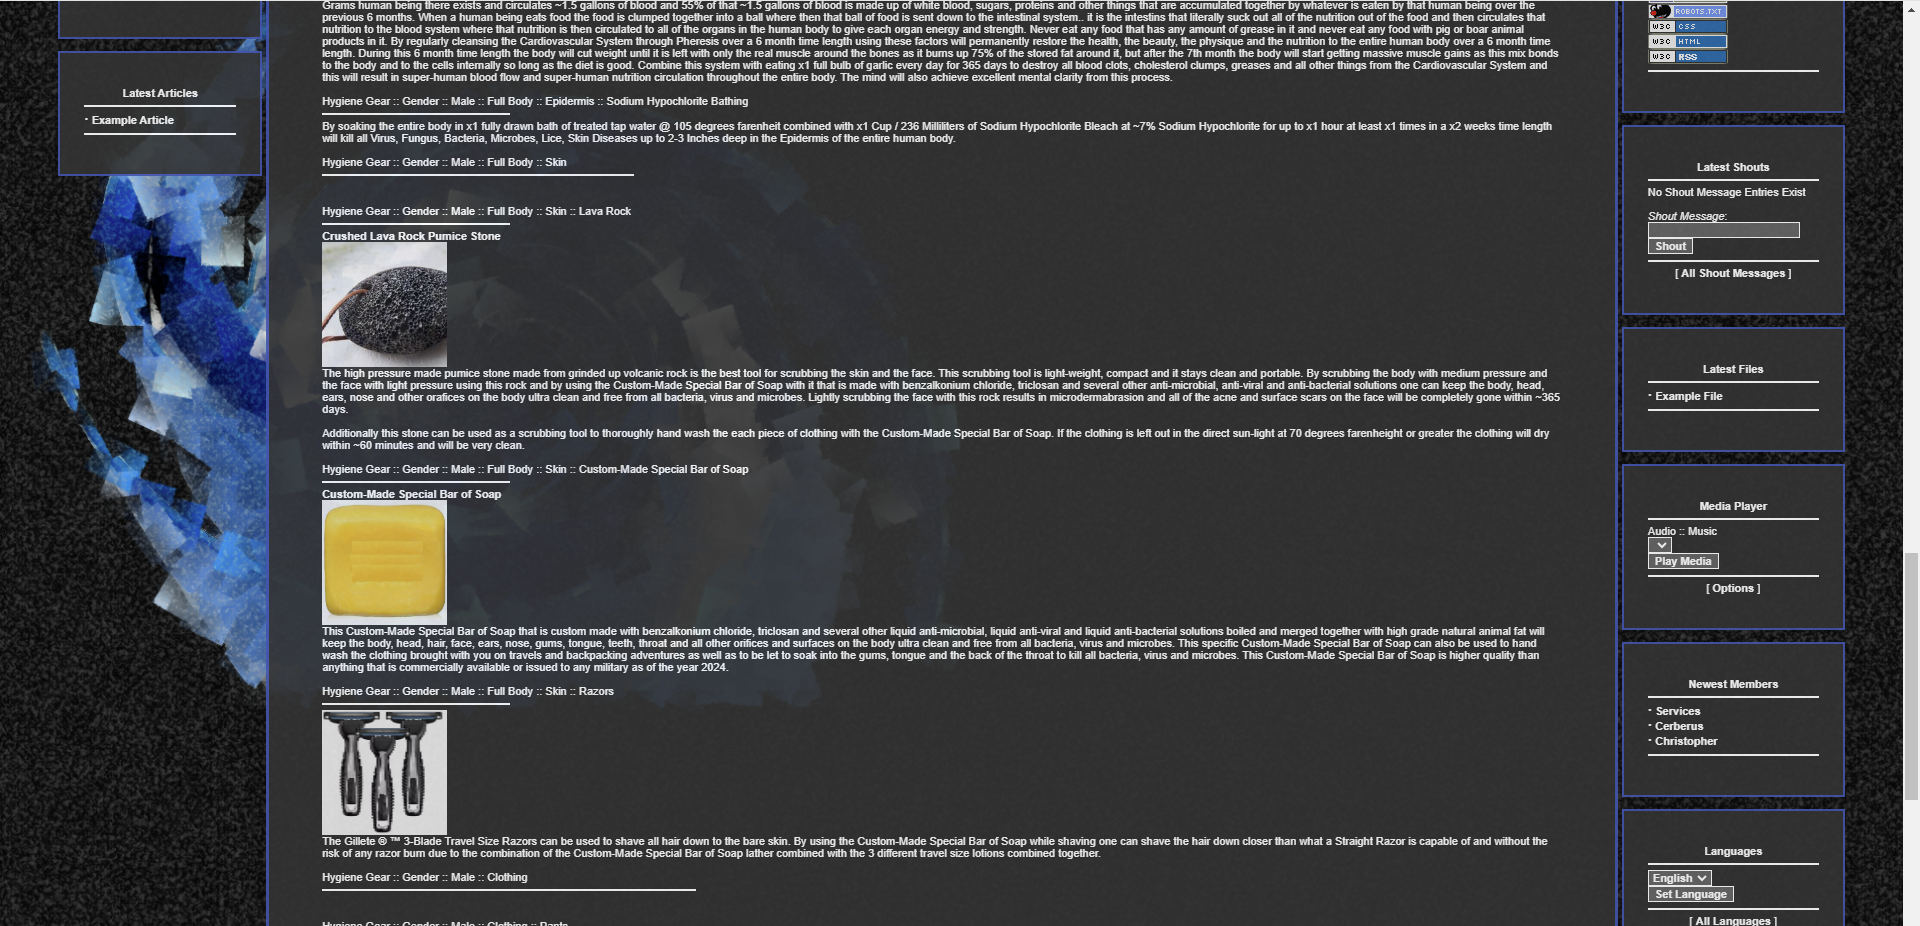 Latest Articles
· Example Article
Grams human being there exists and circulates ~1.5 gallons of blood and 55% of that ~1.5 gallons of blood is made up of white blood, sugars, proteins and other things that are accumulated together by whatever is eaten by that human being over the
previous 6 months. When a human being eats food the food is clumped together into a ball where then that ball of food is sent down to the intestinal system.. it is the intestins that literally suck out all of the nutrition out of the food and then circulates that
nutrition to the blood system where that nutrition is then circulated to all of the organs in the human body to give each organ energy and strength. Never eat any food that has any amount of grease in it and never eat any food with pig or boar animal
products in it. By regularly cleansing the Cardiovascular System through Pheresis over a 6 month time length using these factors will permanently restore the health, the beauty, the physique and the nutrition to the entire human body over a 6 month time
length. During this 6 month time length the body will cut weight until it is left with only the real muscle around the bones as it burns up 75% of the stored fat around it, but after the 7th month the body will start getting massive muscle gains as this mix bonds
to the body and to the cells internally so long as the diet is good. Combine this system with eating x1 full bulb of garlic every day for 365 days to destroy all blood clots, cholesterol clumps, greases and all other things from the Cardiovascular System and
this will result in super-human blood flow and super-human nutrition circulation throughout the entire body. The mind will also achieve excellent mental clarity from this process.
Hygiene Gear :: Gender :: Male :: Full Body :: Epidermis :: Sodium Hypochlorite Bathing
By soaking the entire body in x1 fully drawn bath of treated tap water @ 105 degrees farenheit combined with x1 Cup / 236 Milliliters of Sodium Hypochlorite Bleach at ~7% Sodium Hypochlorite for up to x1 hour at least x1 times in a x2 weeks time length
will kill all Virus, Fungus, Bacteria, Microbes, Lice, Skin Diseases up to 2-3 Inches deep in the Epidermis of the entire human body.
Hygiene Gear :: Gender :: Male :: Full Body :: Skin
Hygiene Gear :: Gender :: Male :: Full Body :: Skin :: Lava Rock
Crushed Lava Rock Pumice Stone
The high pressure made pumice stone made from grinded up volcanic rock is the best tool for scrubbing the skin and the face. This scrubbing tool is light-weight, compact and it stays clean and portable. By scrubbing the body with medium pressure and
the face with light pressure using this rock and by using the Custom-Made Special Bar of Soap with it that is made with benzalkonium chloride, triclosan and several other anti-microbial, anti-viral and anti-bacterial solutions one can keep the body, head,
ears, nose and other orafices on the body ultra clean and free from all bacteria, virus and microbes. Lightly scrubbing the face with this rock results in microdermabrasion and all of the acne and surface scars on the face will be completely gone within ~365
days.
Additionally this stone can be used as a scrubbing tool to thoroughly hand wash the each piece of clothing with the Custom-Made Special Bar of Soap. If the clothing is left out in the direct sun-light at 70 degrees farenheight or greater the clothing will dry
within ~60 minutes and will be very clean.
Hygiene Gear :: Gender :: Male :: Full Body :: Skin :: Custom-Made Special Bar of Soap
Custom-Made Special Bar of Soap
This Custom-Made Special Bar of Soap that is custom made with benzalkonium chloride, triclosan and several other liquid anti-microbial, liquid anti-viral and liquid anti-bacterial solutions boiled and merged together with high grade natural animal fat will
keep the body, head, hair, face, ears, nose, gums, tongue, teeth, throat and all other orifices and surfaces on the body ultra clean and free from all bacteria, virus and microbes. This specific Custom-Made Special Bar of Soap can also be used to hand
wash the clothing brought with you on travels and backpacking adventures as well as to be let to soak into the gums, tongue and the back of the throat to kill all bacteria, virus and microbes. This Custom-Made Special Bar of Soap is higher quality than
anything that is commercially available or issued to any military as of the year 2024.
Hygiene Gear :: Gender :: Male :: Full Body :: Skin :: Razors
The Gillete ® ™ 3-Blade Travel Size Razors can be used to shave all hair down to the bare skin. By using the Custom-Made Special Bar of Soap while shaving one can shave the hair down closer than what a Straight Razor is capable of and without the
risk of any razor burn due to the combination of the Custom-Made Special Bar of Soap lather combined with the 3 different travel size lotions combined together.
Hygiene Gear :: Gender :: Male :: Clothing
Hygiene Gear :: Gender :: Male :: Clothing :: Pants
ROBOTS.TXT
W3C CSS
W3C HTML
W3C RSS
Latest Shouts
No Shout Message Entries Exist
Shout Message:
Shout
[ All Shout Messages ]
Latest Files
· Example File
Media Player
Audio :: Music
Play Media
[ Options ]
Newest Members
· Services
· Cerberus
· Christopher
Languages
English
Set Language
[ All Languages ]